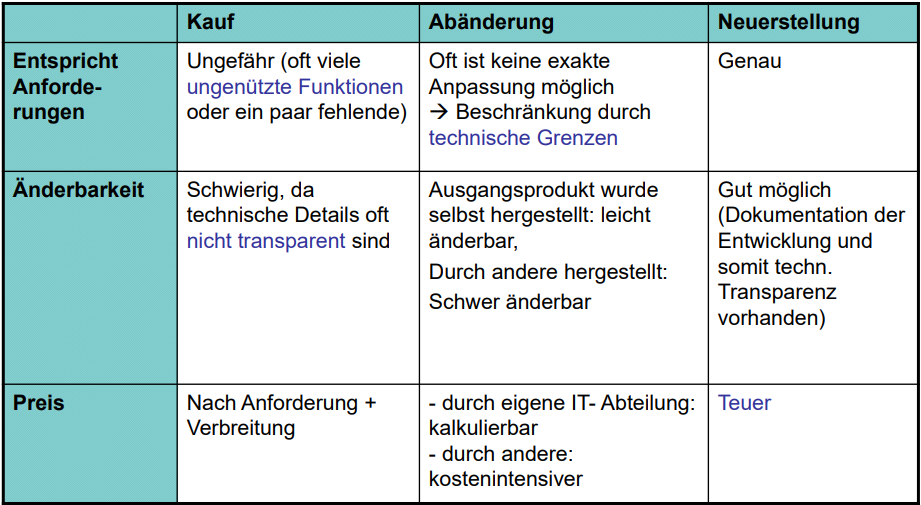 Kauf
Abänderung
Neuerstellung
Entspricht
Anforde-
rungen
Ungefähr (oft viele
ungenützte Funktionen
oder ein paar fehlende)
Oft ist keine exakte
Anpassung möglich
→ Beschränkung durch
technische Grenzen
Genau
Änderbarkeit
Schwierig, da
technische Details oft
nicht transparent sind
Ausgangsprodukt wurde
selbst hergestellt: leicht
änderbar,
Durch andere hergestellt:
Schwer änderbar
Gut möglich
(Dokumentation der
Entwicklung und
somit techn.
Transparenz
vorhanden)
Preis
Nach Anforderung +
Verbreitung
- durch eigene IT- Abteilung:
kalkulierbar
- durch andere:
kostenintensiver
Teuer